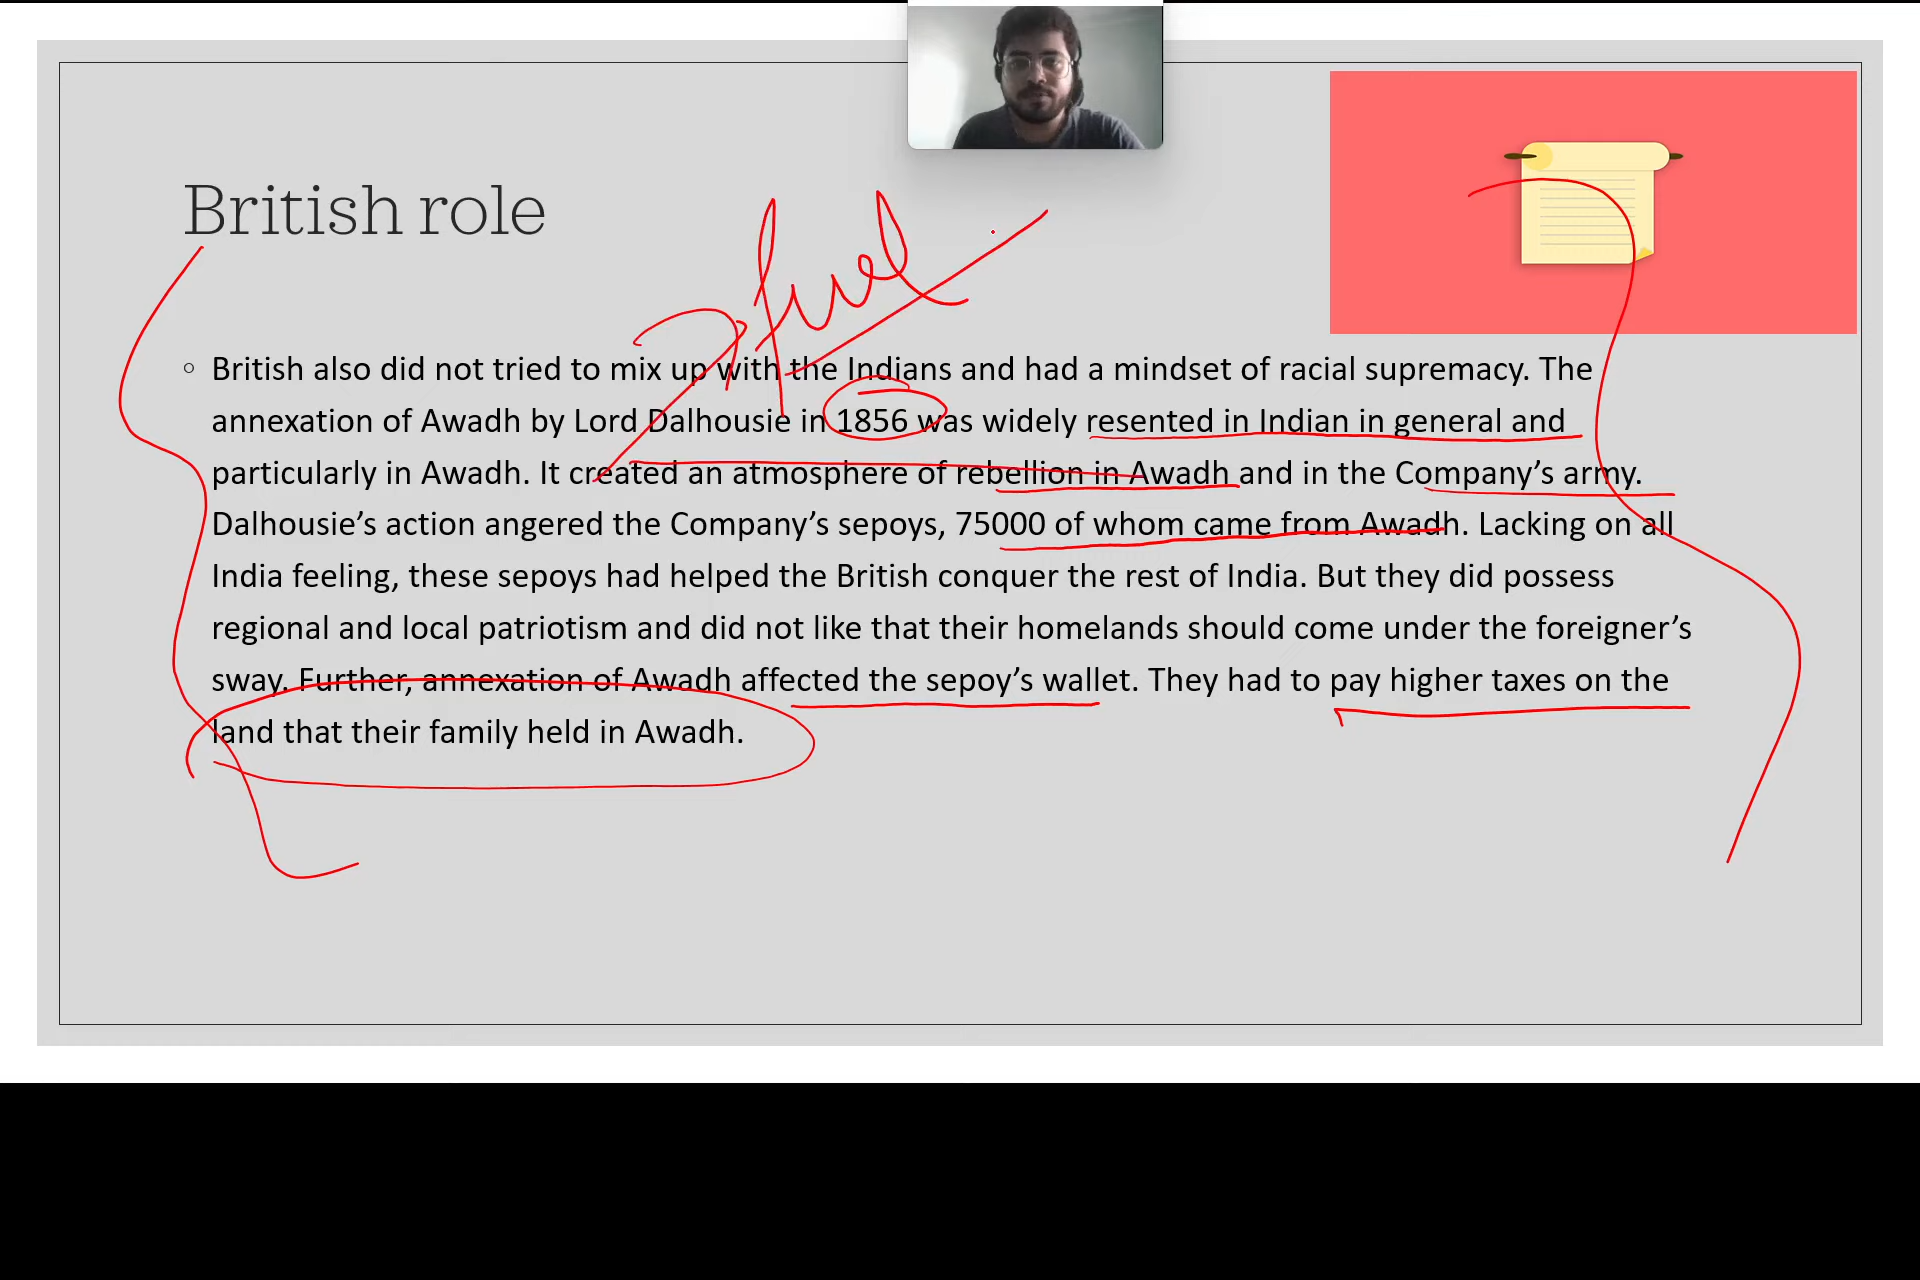 British role
fuel
British also did not tried to mix up with the Indians and had a mindset of racial supremacy. The
annexation of Awadh by Lord Dalhousie in 1856 was widely resented in Indian in general and
particularly in Awadh. It created an atmosphere of rebellion in Awadh and in the Company’s army.
Dalhousie’s action angered the Company’s sepoys, 75000 of whom came from Awadh. Lacking on all
India feeling, these sepoys had helped the British conquer the rest of India. But they did possess
regional and local patriotism and did not like that their homelands should come under the foreigner’s
sway. Further, annexation of Awadh affected the sepoy’s wallet. They had to pay higher taxes on the
land that their family held in Awadh.